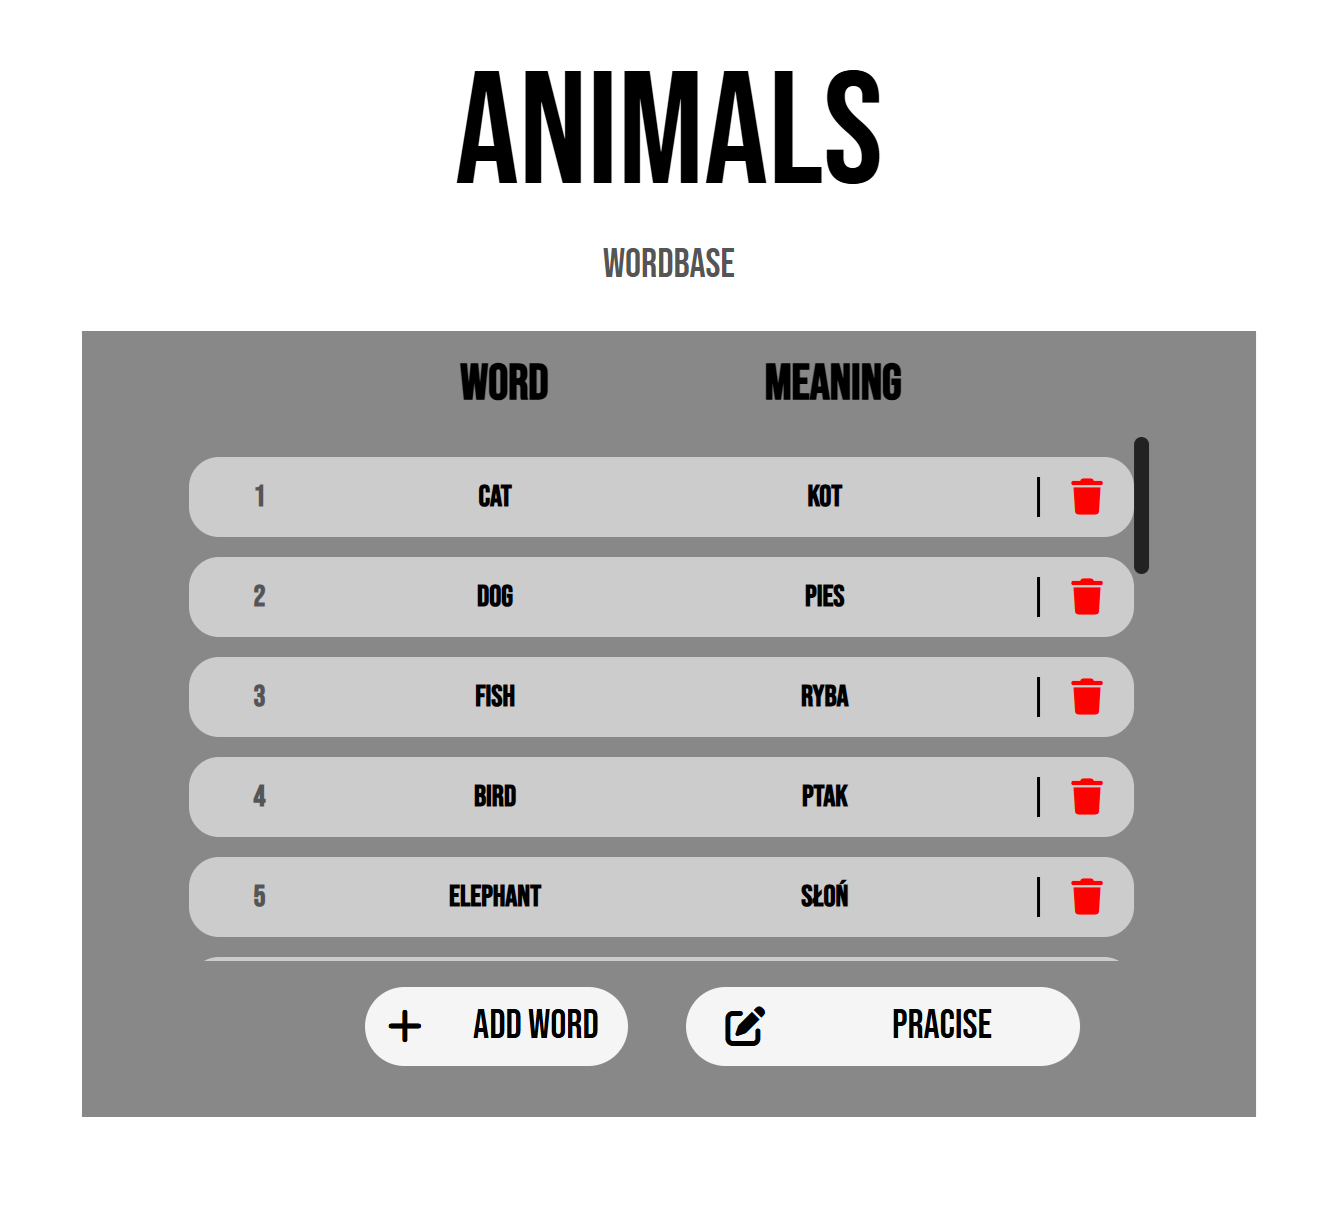 ANIMALS
WORDBASE
WORD MEANING
1 CAT KOT
2 DOG PIES
3 FISH RYBA
4 BIRD PTAK
5 ELEPHANT SŁOŃ
ADD WORD PRACISE